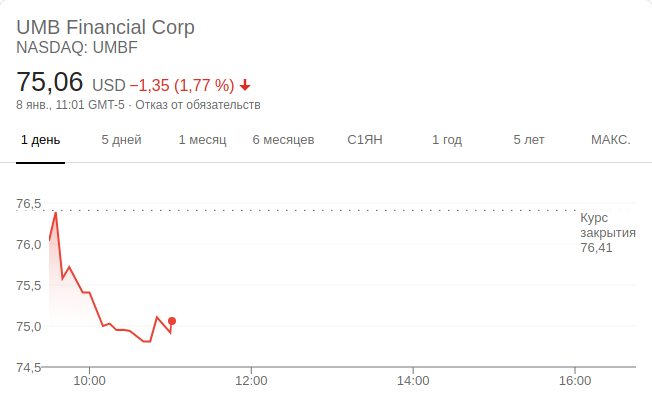 UMB Financial Corp
NASDAQ: UMBF
75,06 USD −1,35 (1,77 %)
8 янв., 11:01 GMT-5 · Отказ от обязательств
1 день 5 дней 1 месяц 6 месяцев С1ЯН 1 год 5 лет МАКС.
76,5
Курс
закрытия
76,41
76,0
75,5
75,0
74,5
10:00 12:00 14:00 16:00